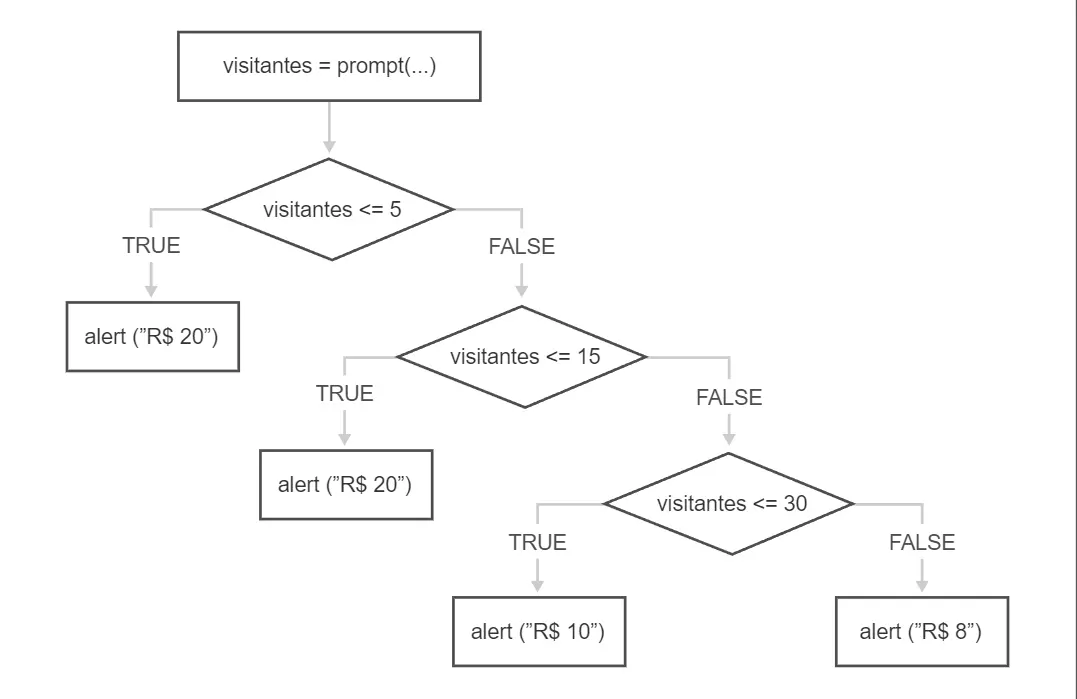 visitantes = prompt(...)
visitantes <= 5
TRUE
FALSE
alert (”R$ 20”)
visitantes <= 15
TRUE
FALSE
alert (”R$ 20”)
visitantes <= 30
TRUE
FALSE
alert (”R$ 10”)
alert (”R$ 8”)